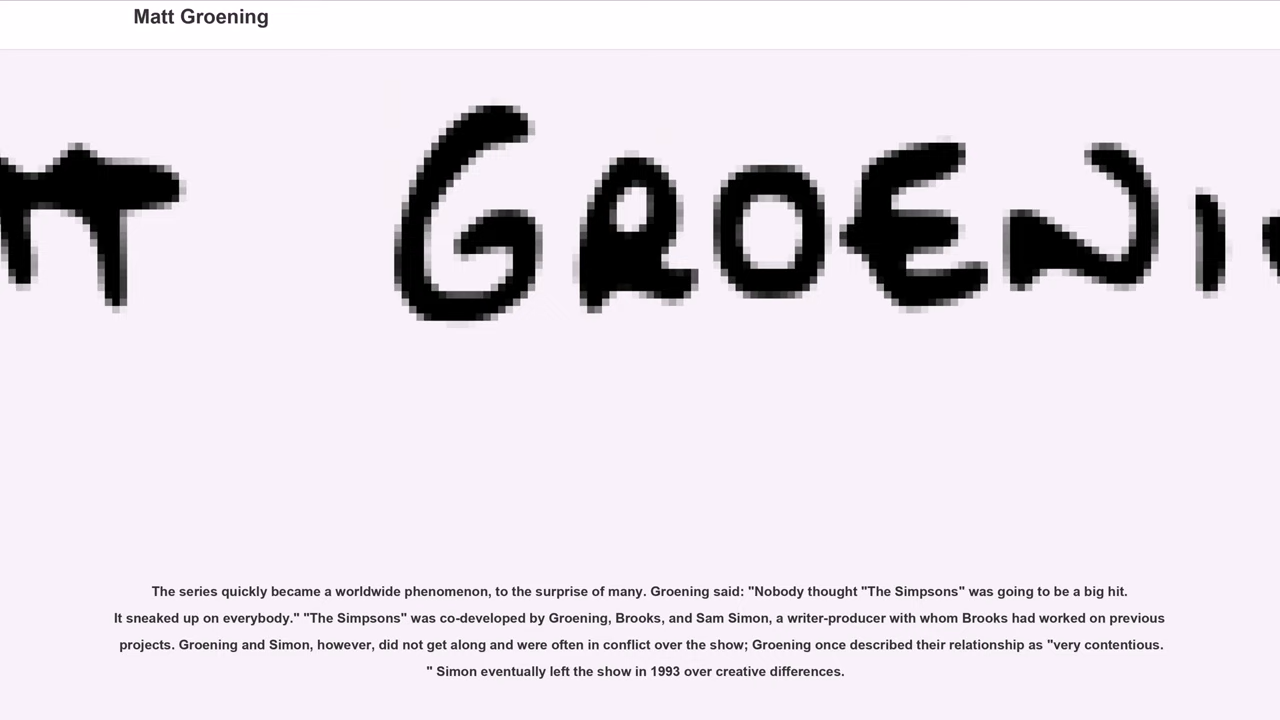 Matt Groening
GROENI
The series quickly became a worldwide phenomenon, to the surprise of many. Groening said: "Nobody thought "The Simpsons" was going to be a big hit.
It sneaked up on everybody." "The Simpsons" was co-developed by Groening, Brooks, and Sam Simon, a writer-producer with whom Brooks had worked on previous
projects. Groening and Simon, however, did not get along and were often in conflict over the show; Groening once described their relationship as "very contentious.
" Simon eventually left the show in 1993 over creative differences.